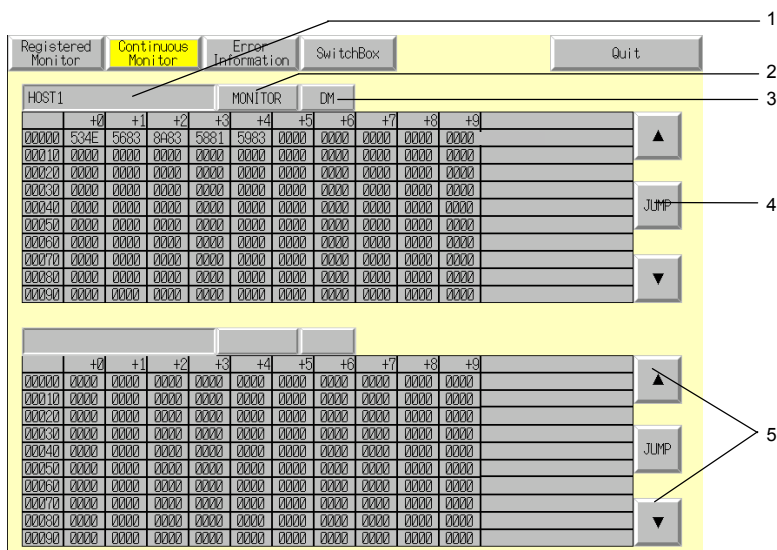 1
Registered Monitor Continuous Monitor Error Information SwitchBox Quit
2
HOST1 MONITOR DM
3
+0 +1 +2 +3 +4 +5 +6 +7 +8 +9
00000 534E 5683 8A83 5881 5983 0000 0000 0000 0000 0000
▲
00010 0000 0000 0000 0000 0000 0000 0000 0000 0000 0000
00020 0000 0000 0000 0000 0000 0000 0000 0000 0000 0000
00030 0000 0000 0000 0000 0000 0000 0000 0000 0000 0000
00040 0000 0000 0000 0000 0000 0000 0000 0000 0000 0000
JUMP
4
00050 0000 0000 0000 0000 0000 0000 0000 0000 0000 0000
00060 0000 0000 0000 0000 0000 0000 0000 0000 0000 0000
00070 0000 0000 0000 0000 0000 0000 0000 0000 0000 0000
00080 0000 0000 0000 0000 0000 0000 0000 0000 0000 0000
▼
00090 0000 0000 0000 0000 0000 0000 0000 0000 0000 0000
+0 +1 +2 +3 +4 +5 +6 +7 +8 +9
00000 0000 0000 0000 0000 0000 0000 0000 0000 0000 0000
▲
00010 0000 0000 0000 0000 0000 0000 0000 0000 0000 0000
00020 0000 0000 0000 0000 0000 0000 0000 0000 0000 0000
00030 0000 0000 0000 0000 0000 0000 0000 0000 0000 0000
5
00040 0000 0000 0000 0000 0000 0000 0000 0000 0000 0000
JUMP
00050 0000 0000 0000 0000 0000 0000 0000 0000 0000 0000
00060 0000 0000 0000 0000 0000 0000 0000 0000 0000 0000
00070 0000 0000 0000 0000 0000 0000 0000 0000 0000 0000
00080 0000 0000 0000 0000 0000 0000 0000 0000 0000 0000
▼
00090 0000 0000 0000 0000 0000 0000 0000 0000 0000 0000